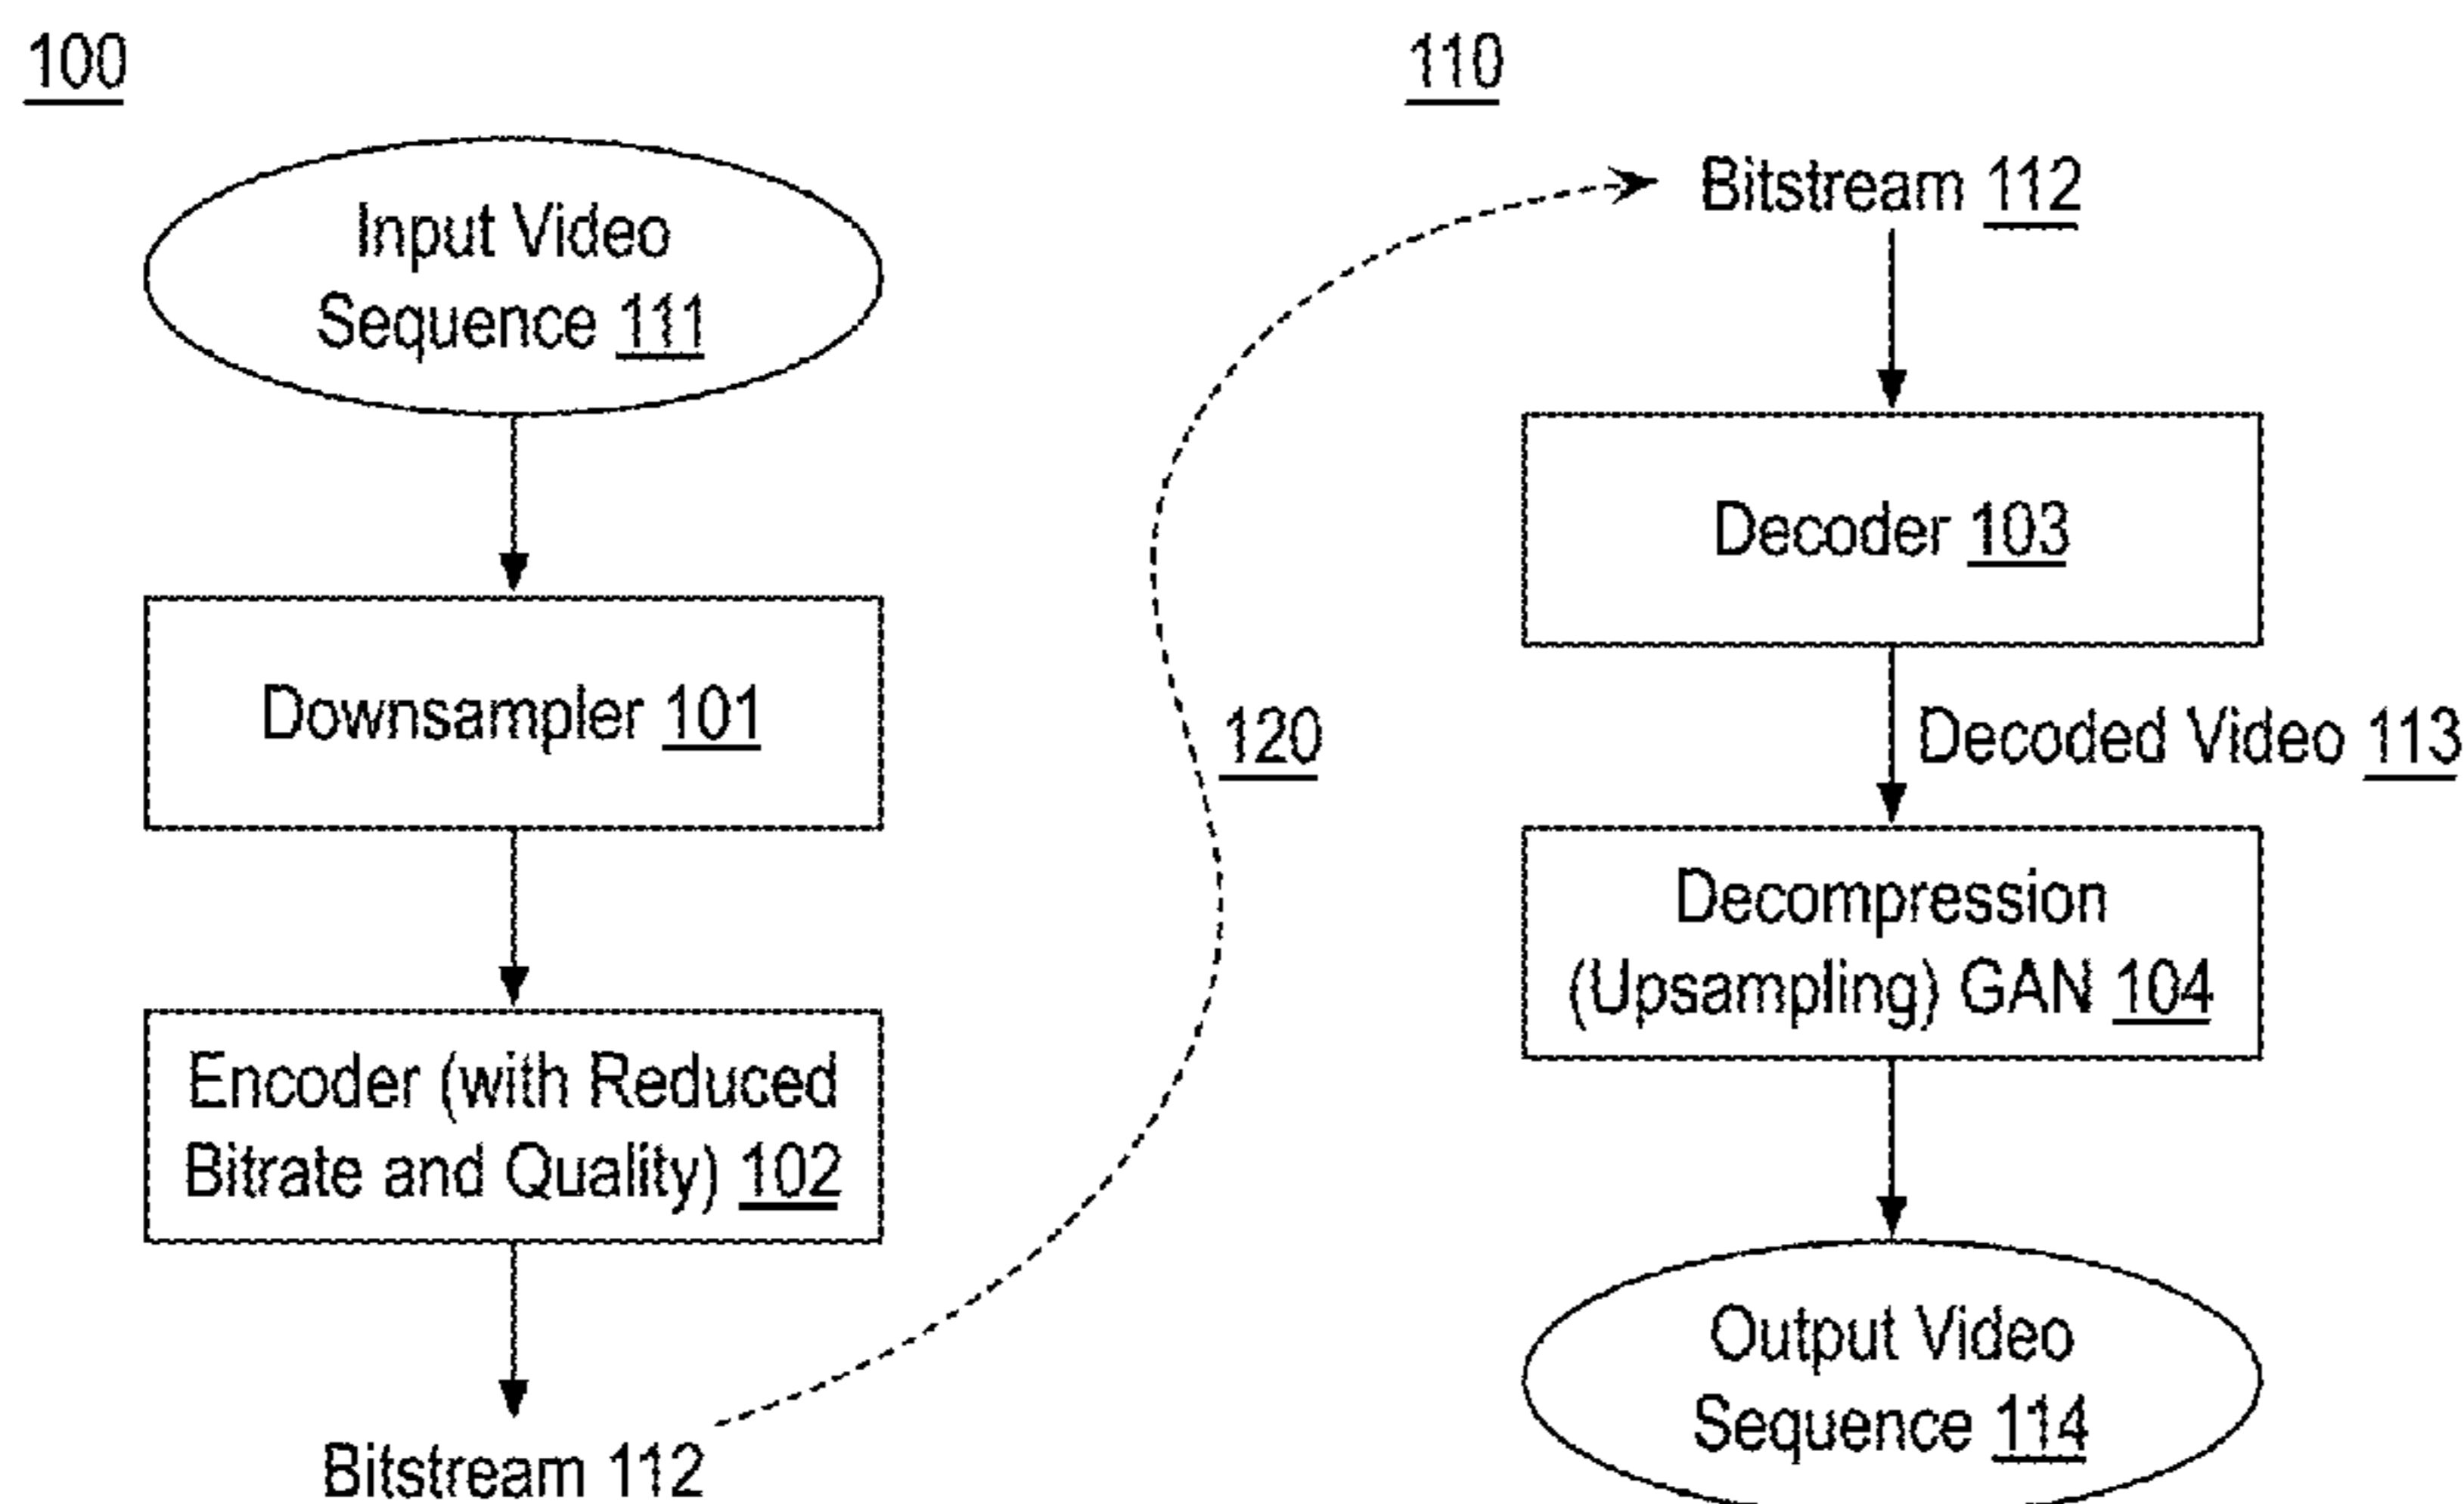 100
Input Video
Sequence 111
Downsampler 101
Encoder (with Reduced
Bitrate and Quality) 102
Bitstream 112
120
110
Bitstream 112
Decoder 103
Decoded Video 113
Decompression
(Upsampling) GAN 104
Output Video
Sequence 114